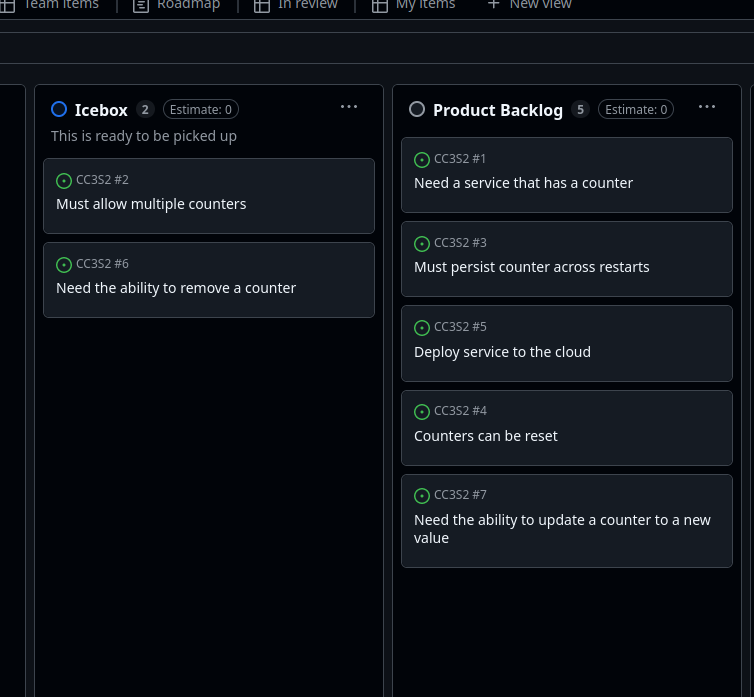 Team items
Roadmap
In review
My items
+ New view
Icebox 2 Estimate: 0 ...
This is ready to be picked up
CC3S2 #2
Must allow multiple counters
CC3S2 #6
Need the ability to remove a counter
Product Backlog 5 Estimate: 0 ...
CC3S2 #1
Need a service that has a counter
CC3S2 #3
Must persist counter across restarts
CC3S2 #5
Deploy service to the cloud
CC3S2 #4
Counters can be reset
CC3S2 #7
Need the ability to update a counter to a new
value